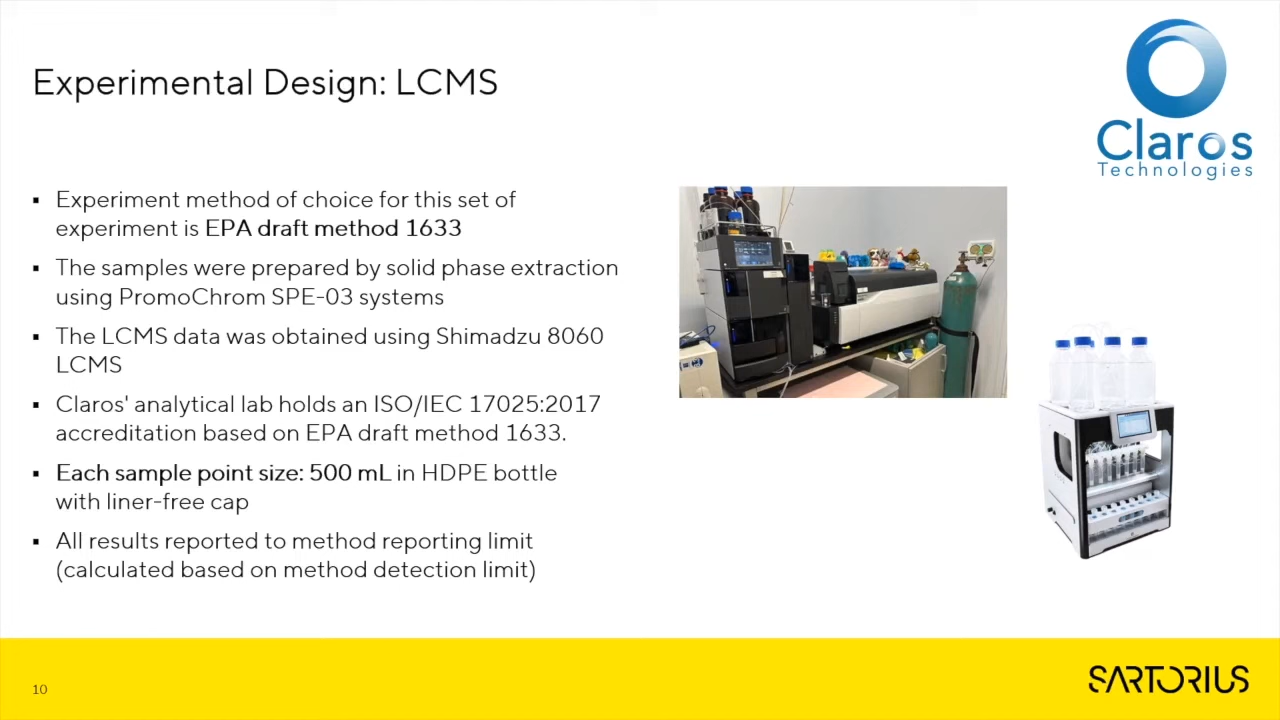 Experimental Design: LCMS
Claros
Technologies
▪ Experiment method of choice for this set of
experiment is EPA draft method 1633
▪ The samples were prepared by solid phase extraction
using PromoChrom SPE-03 systems
▪ The LCMS data was obtained using Shimadzu 8060
LCMS
▪ Claros' analytical lab holds an ISO/IEC 17025:2017
accreditation based on EPA draft method 1633.
▪ Each sample point size: 500 mL in HDPE bottle
with liner-free cap
▪ All results reported to method reporting limit
(calculated based on method detection limit)
10
SARTORIUS